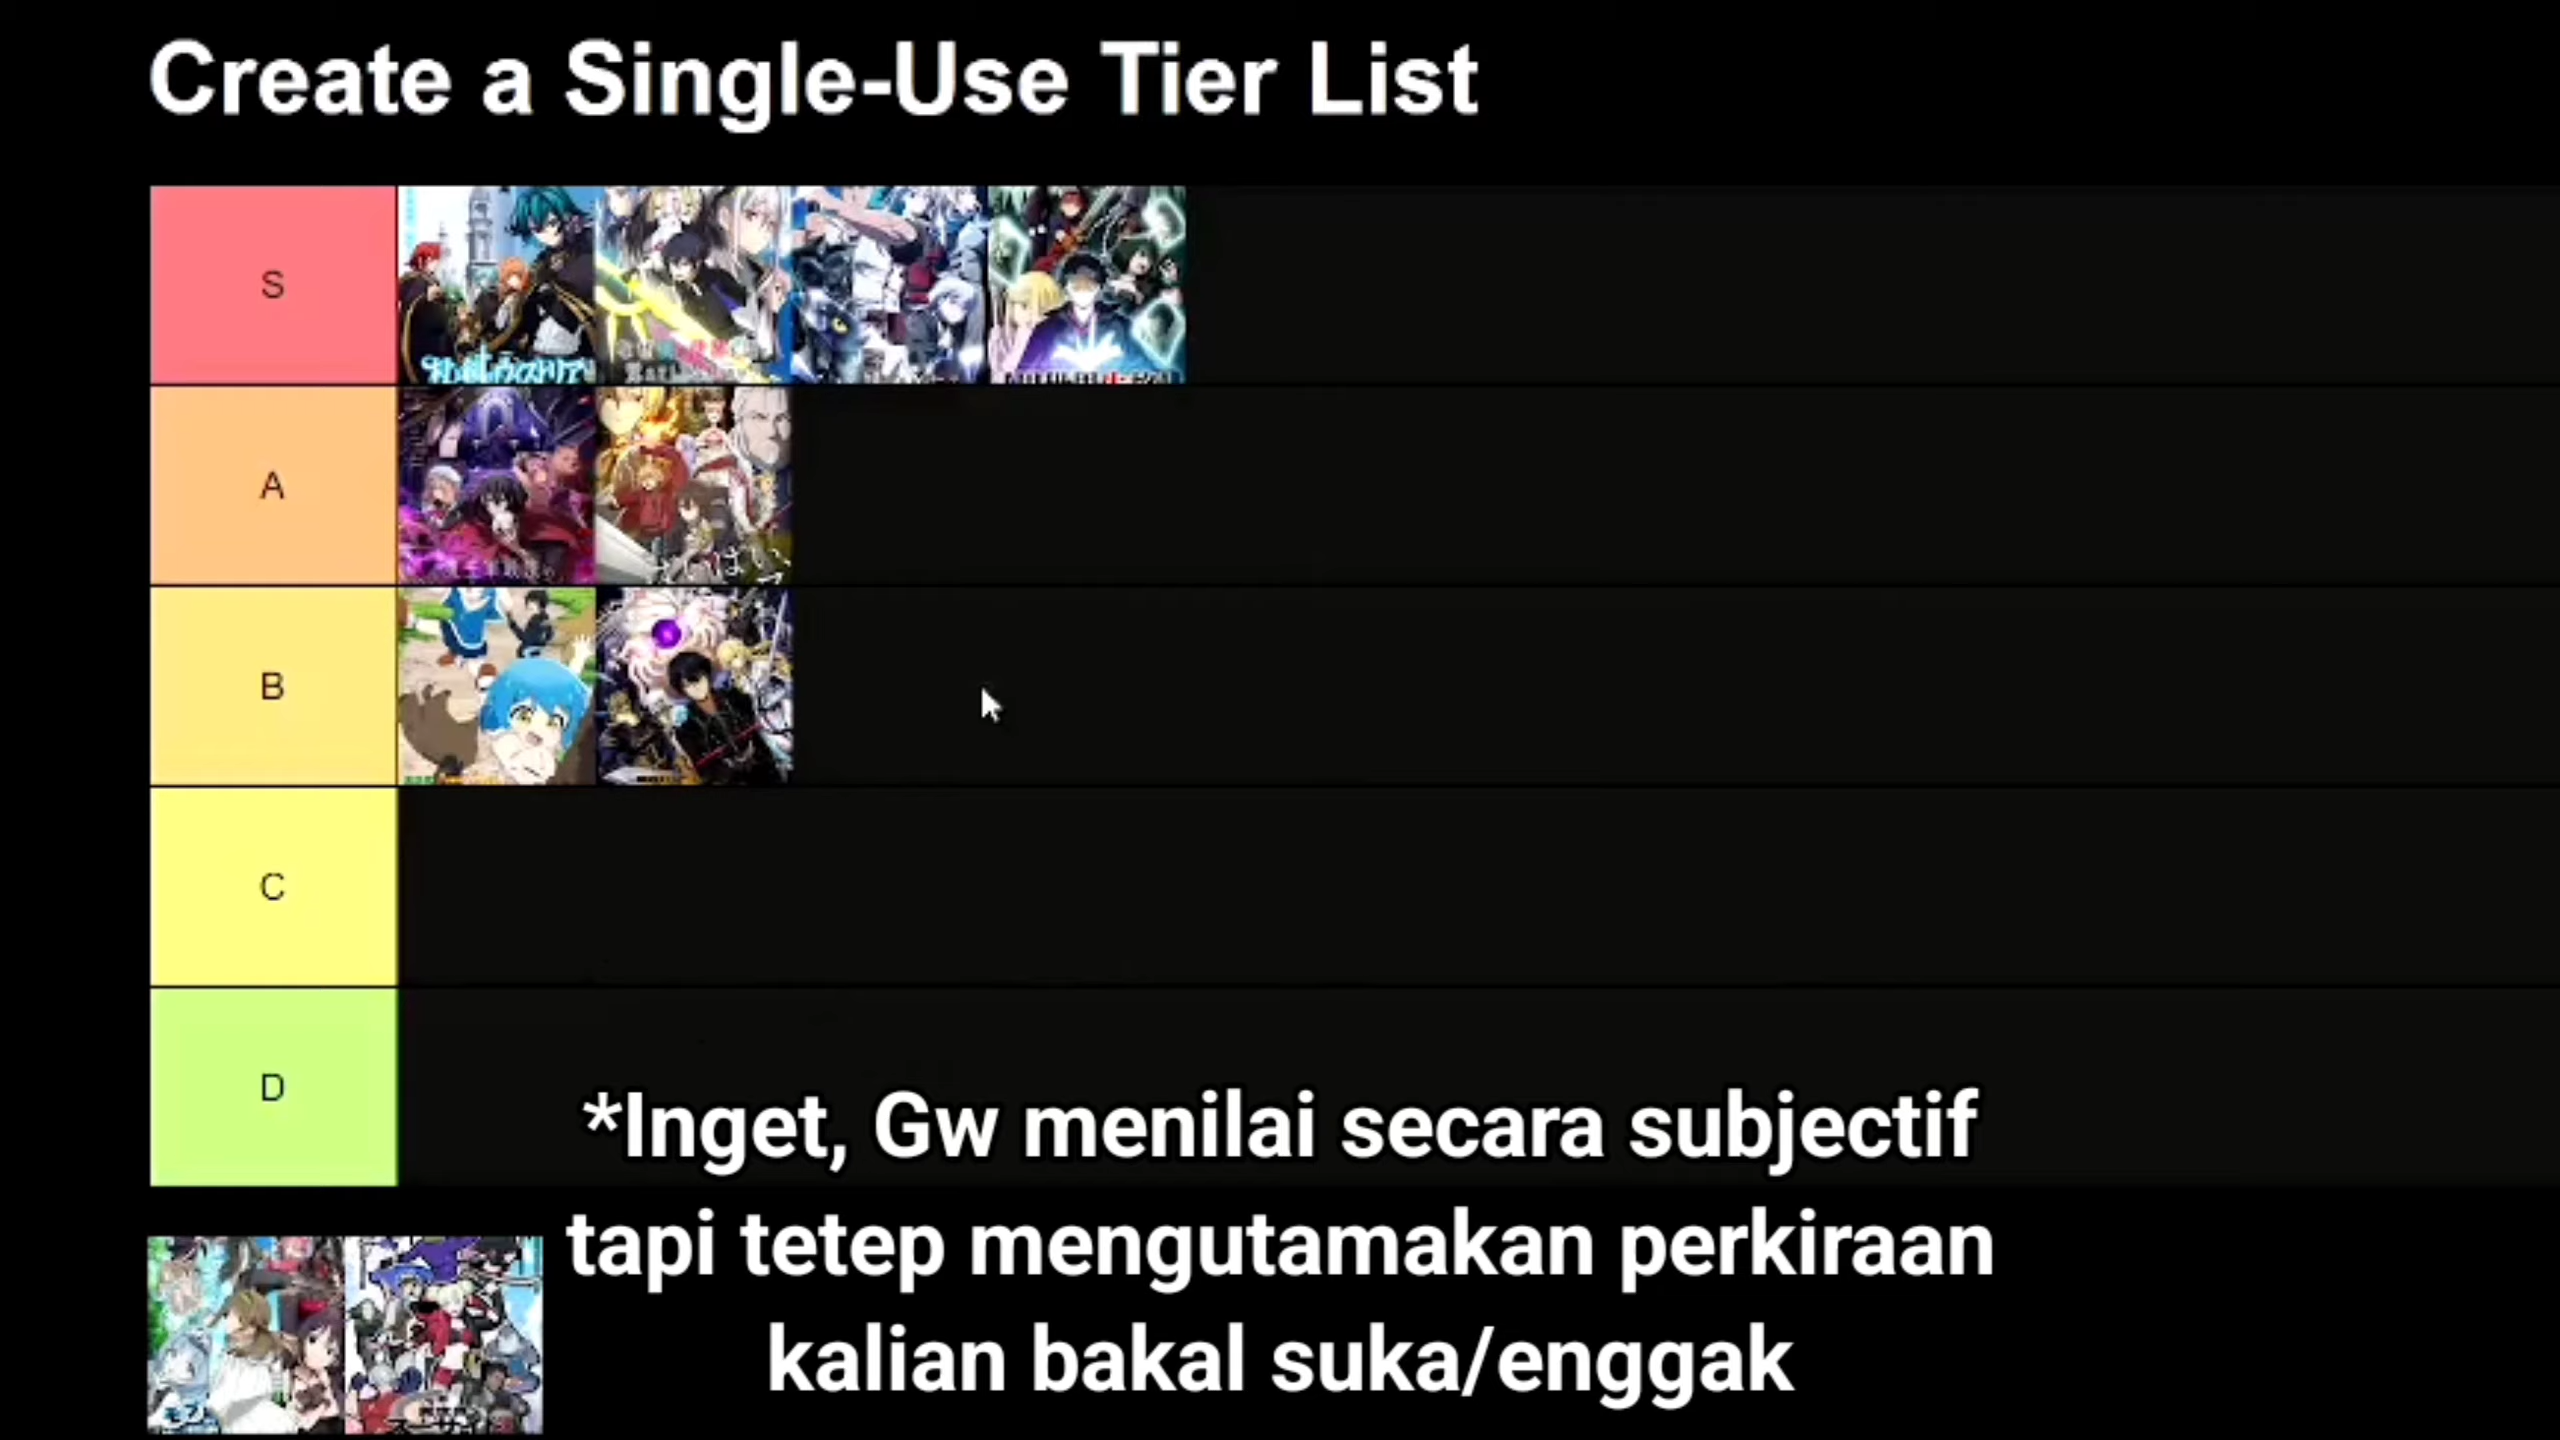 Create a Single-Use Tier List
S
A
B
C
D
*Inget, Gw menilai secara subjectif
tapi tetep mengutamakan perkiraan
kalian bakal suka/enggak